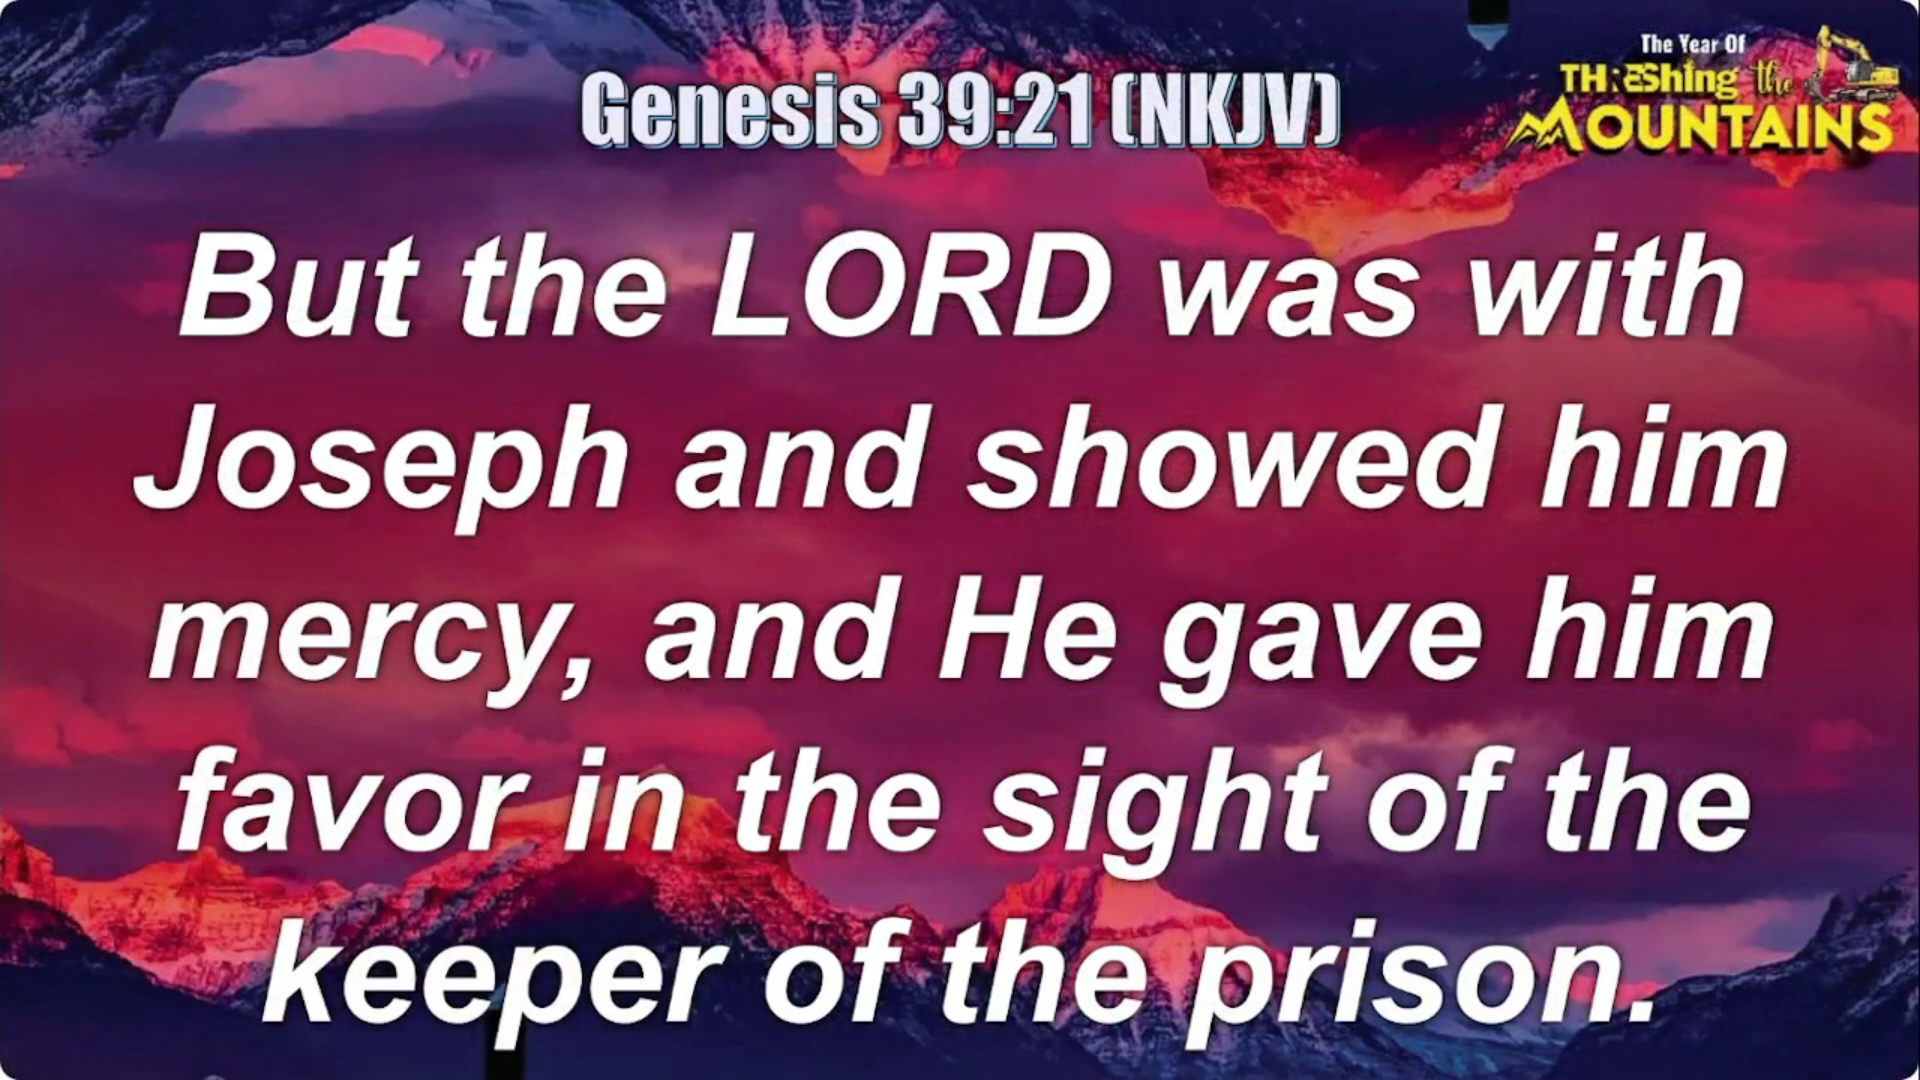 Genesis 39:21 (NKJV)
The Year Of
THREShing the
MOUNTAINS
But the LORD was with
Joseph and showed him
mercy, and He gave him
favor in the sight of the
keeper of the prison.